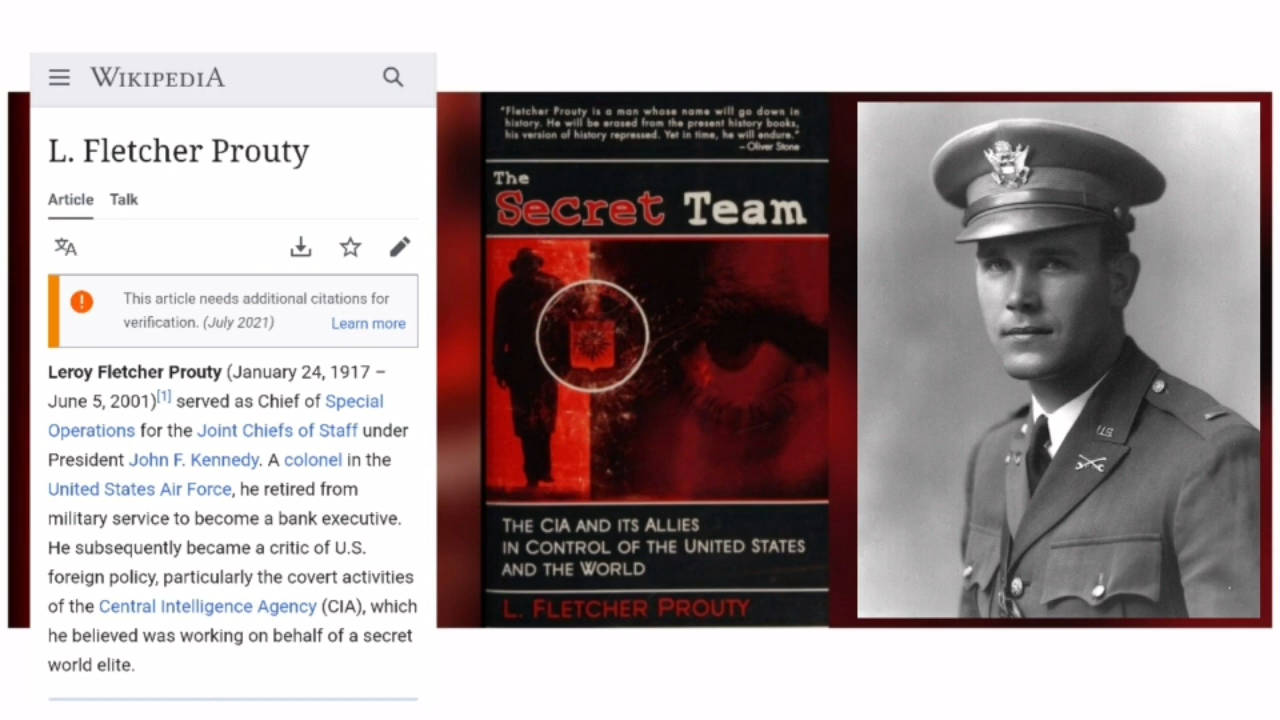 WIKIPEDIA
L. Fletcher Prouty
Article Talk
This article needs additional citations for
verification. (July 2021) Learn more
Leroy Fletcher Prouty (January 24, 1917 –
June 5, 2001)[1] served as Chief of Special
Operations for the Joint Chiefs of Staff under
President John F. Kennedy. A colonel in the
United States Air Force, he retired from
military service to become a bank executive.
He subsequently became a critic of U.S.
foreign policy, particularly the covert activities
of the Central Intelligence Agency (CIA), which
he believed was working on behalf of a secret
world elite.
"Fletcher Prouty is a man whose name will go down in
history. He will be erased from the present history books,
his version of history repressed. Yet in time, he will endure."
–Oliver Stone
The
Secret Team
THE CIA AND ITS ALLIES
IN CONTROL OF THE UNITED STATES
AND THE WORLD
L. FLETCHER PROUTY
U.S.